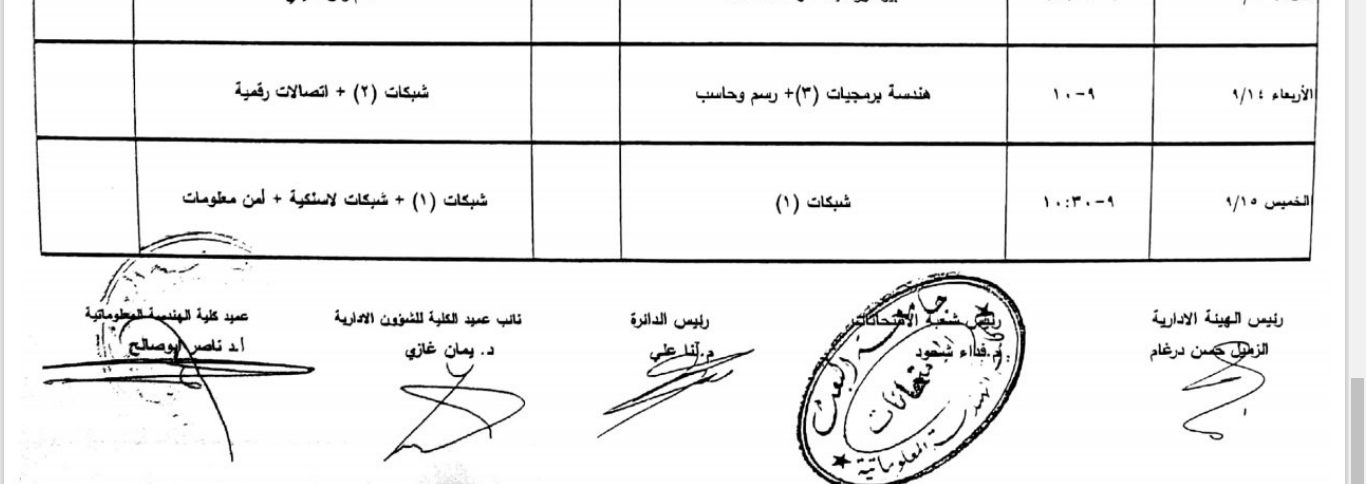 الأربعاء ٩/١٤ ١٠-٩ هندسة برمجيات (٣)+ رسم وحاسب شبكات (٢) + اتصالات رقمية
الخميس ٩/١٥ ١٠:٣٠-٩ شبكات (١) شبكات (١) + شبكات لاسلكية + أمن معلومات
رئيس الهيئة الادارية رئيس شعبة الامتحانات رئيس الدائرة نائب عميد الكلية للشؤون الادارية عميد كلية الهندسة المعلوماتية
الزميل حسن درغام م.فداء شحود م.آنا علي د. يمان غازي أ.د ناصر ابوصالح
جامعة البعث
امتحانات
المعلوماتية